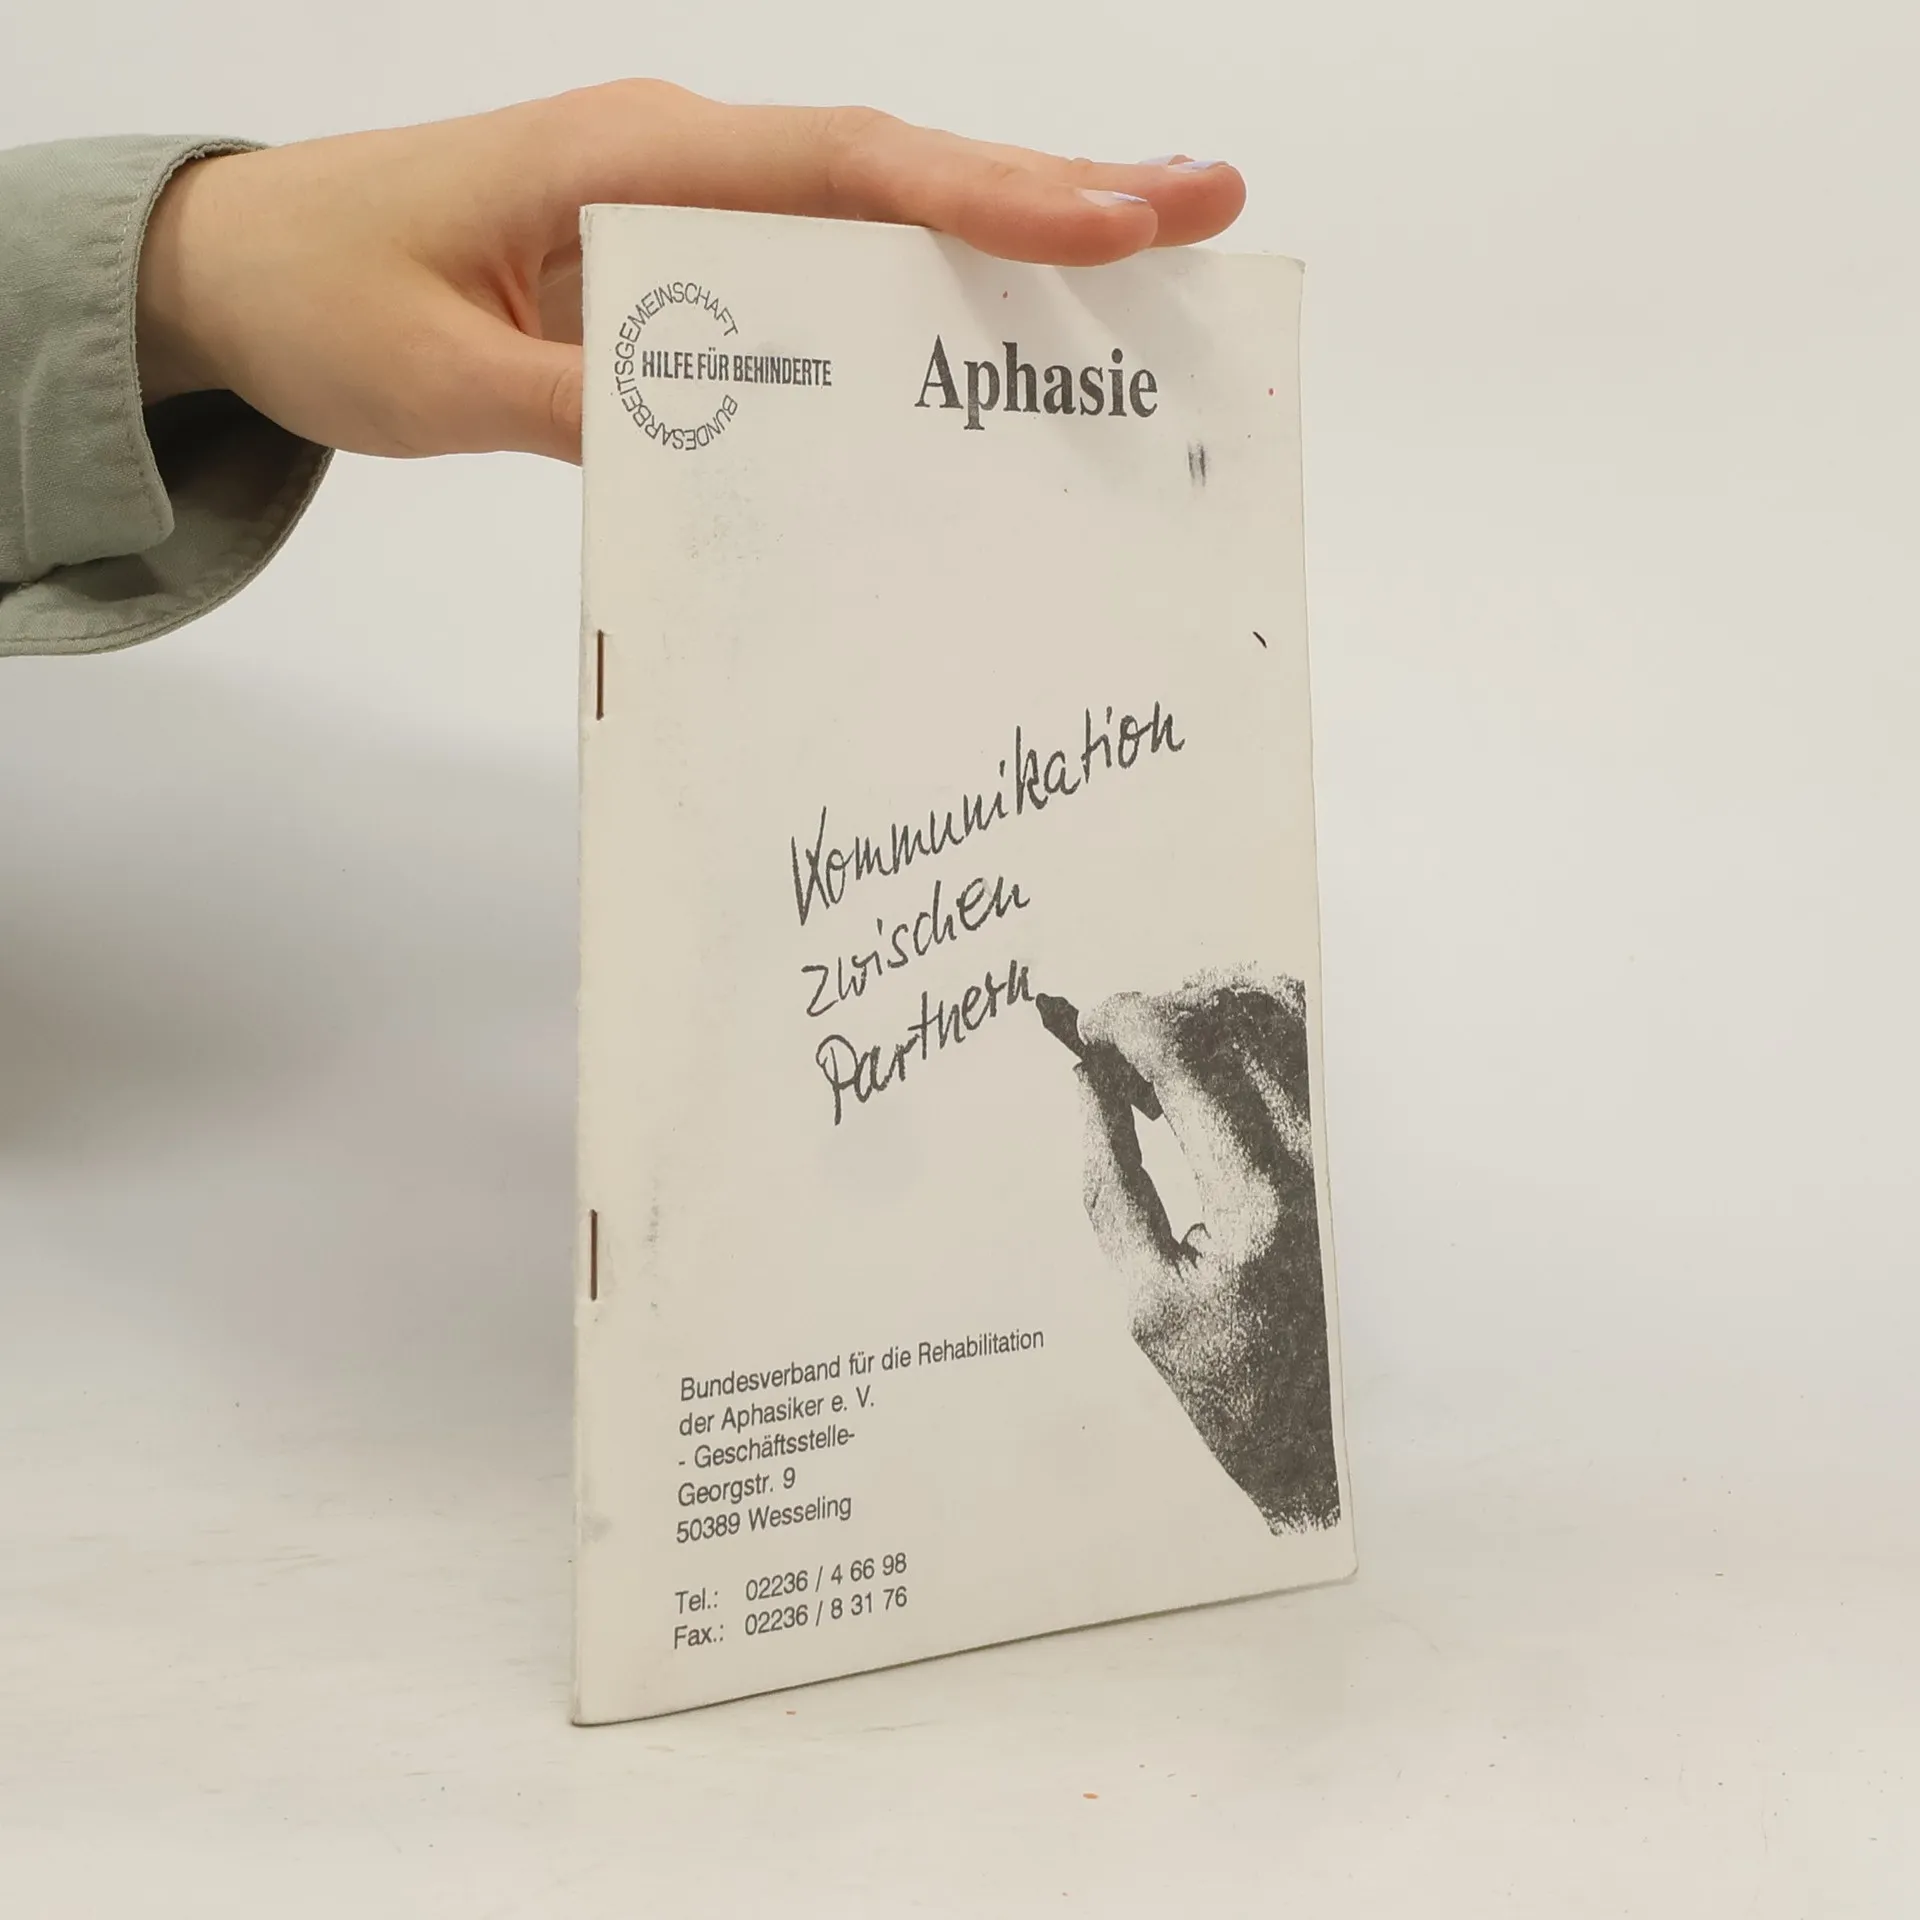 BUNDESARBEITSGEMEINSCHAFT
HILFE FÜR BEHINDERTE
Aphasie
Kommunikation
zwischen
Partnern
Bundesverband für die Rehabilitation
der Aphasiker e. V.
- Geschäftsstelle-
Georgstr. 9
50389 Wesseling
Tel.: 02236 / 4 66 98
Fax.: 02236 / 8 31 76